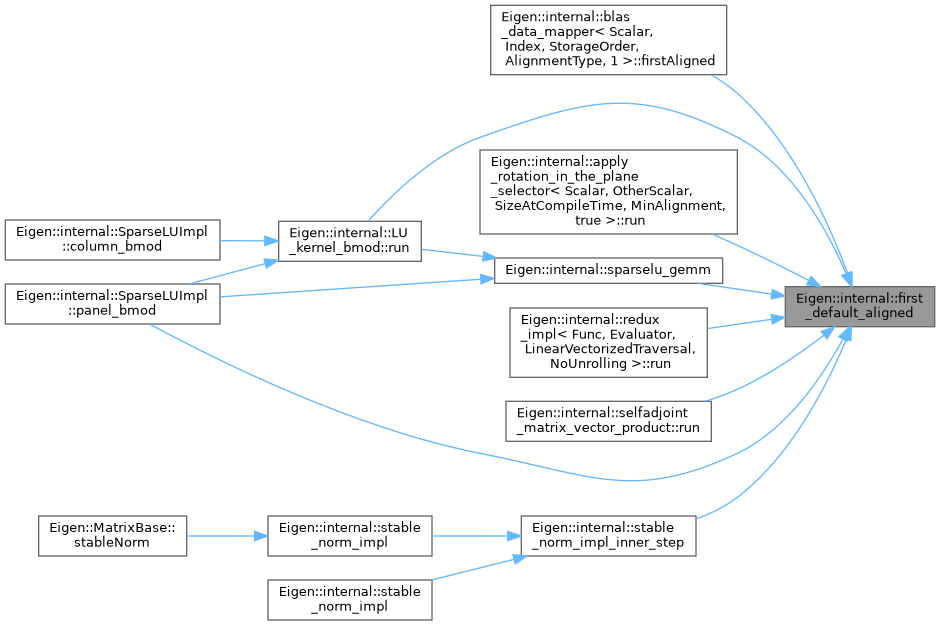 Eigen::internal::blas
_data_mapper< Scalar,
Index, StorageOrder,
AlignmentType, 1 >::firstAligned
Eigen::internal::apply
_rotation_in_the_plane
_selector< Scalar, OtherScalar,
SizeAtCompileTime, MinAlignment,
true >::run
Eigen::internal::SparseLUImpl
::column_bmod
Eigen::internal::LU
_kernel_bmod::run
Eigen::internal::sparselu_gemm
Eigen::internal::SparseLUImpl
::panel_bmod
Eigen::internal::first
_default_aligned
Eigen::internal::redux
_impl< Func, Evaluator,
LinearVectorizedTraversal,
NoUnrolling >::run
Eigen::internal::selfadjoint
_matrix_vector_product::run
Eigen::MatrixBase::
stableNorm
Eigen::internal::stable
_norm_impl
Eigen::internal::stable
_norm_impl_inner_step
Eigen::internal::stable
_norm_impl